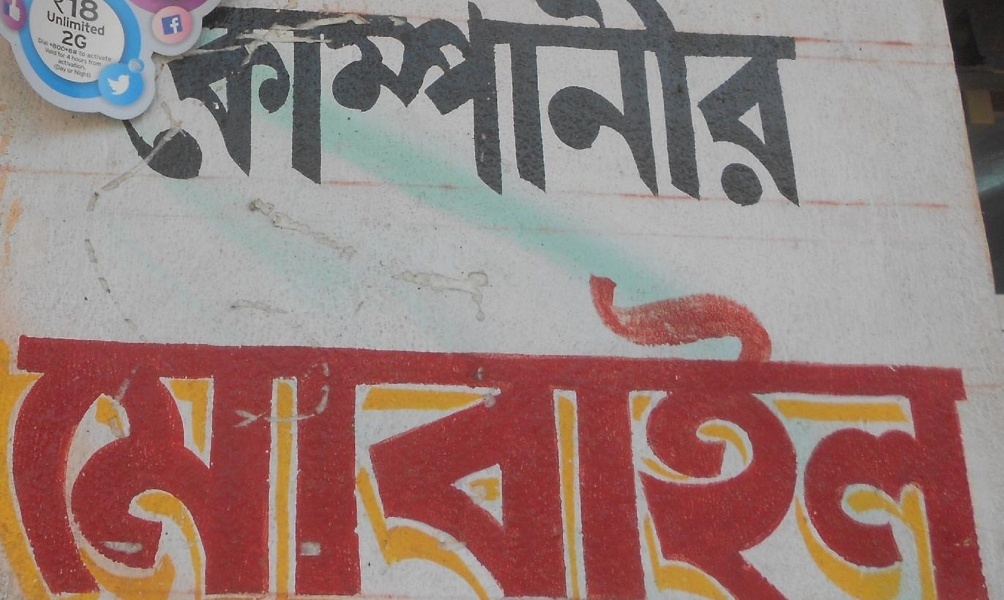 ₹18
Unlimited
2G
Dial *800*8# to activate
Valid for 4 hours from
activation.
(Day or Night)
কোম্পানীর
মোবাইল